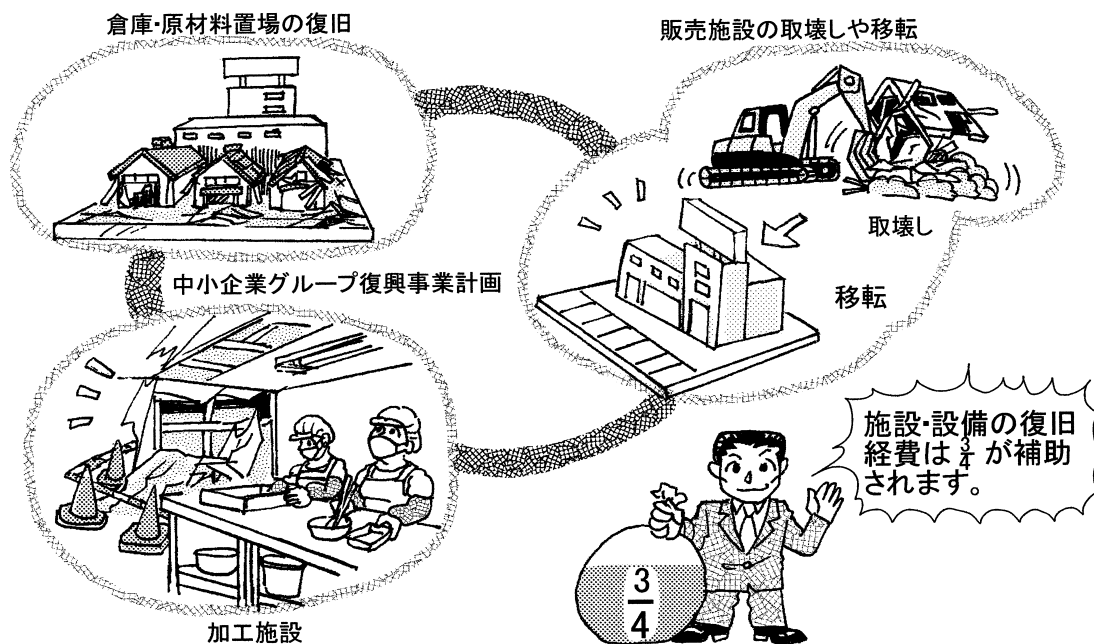 倉庫・原材料置場の復旧
販売施設の取壊しや移転
取壊し
移転
中小企業グループ復興事業計画
加工施設
施設・設備の復旧
経費は3/4が補助
されます。
3/4